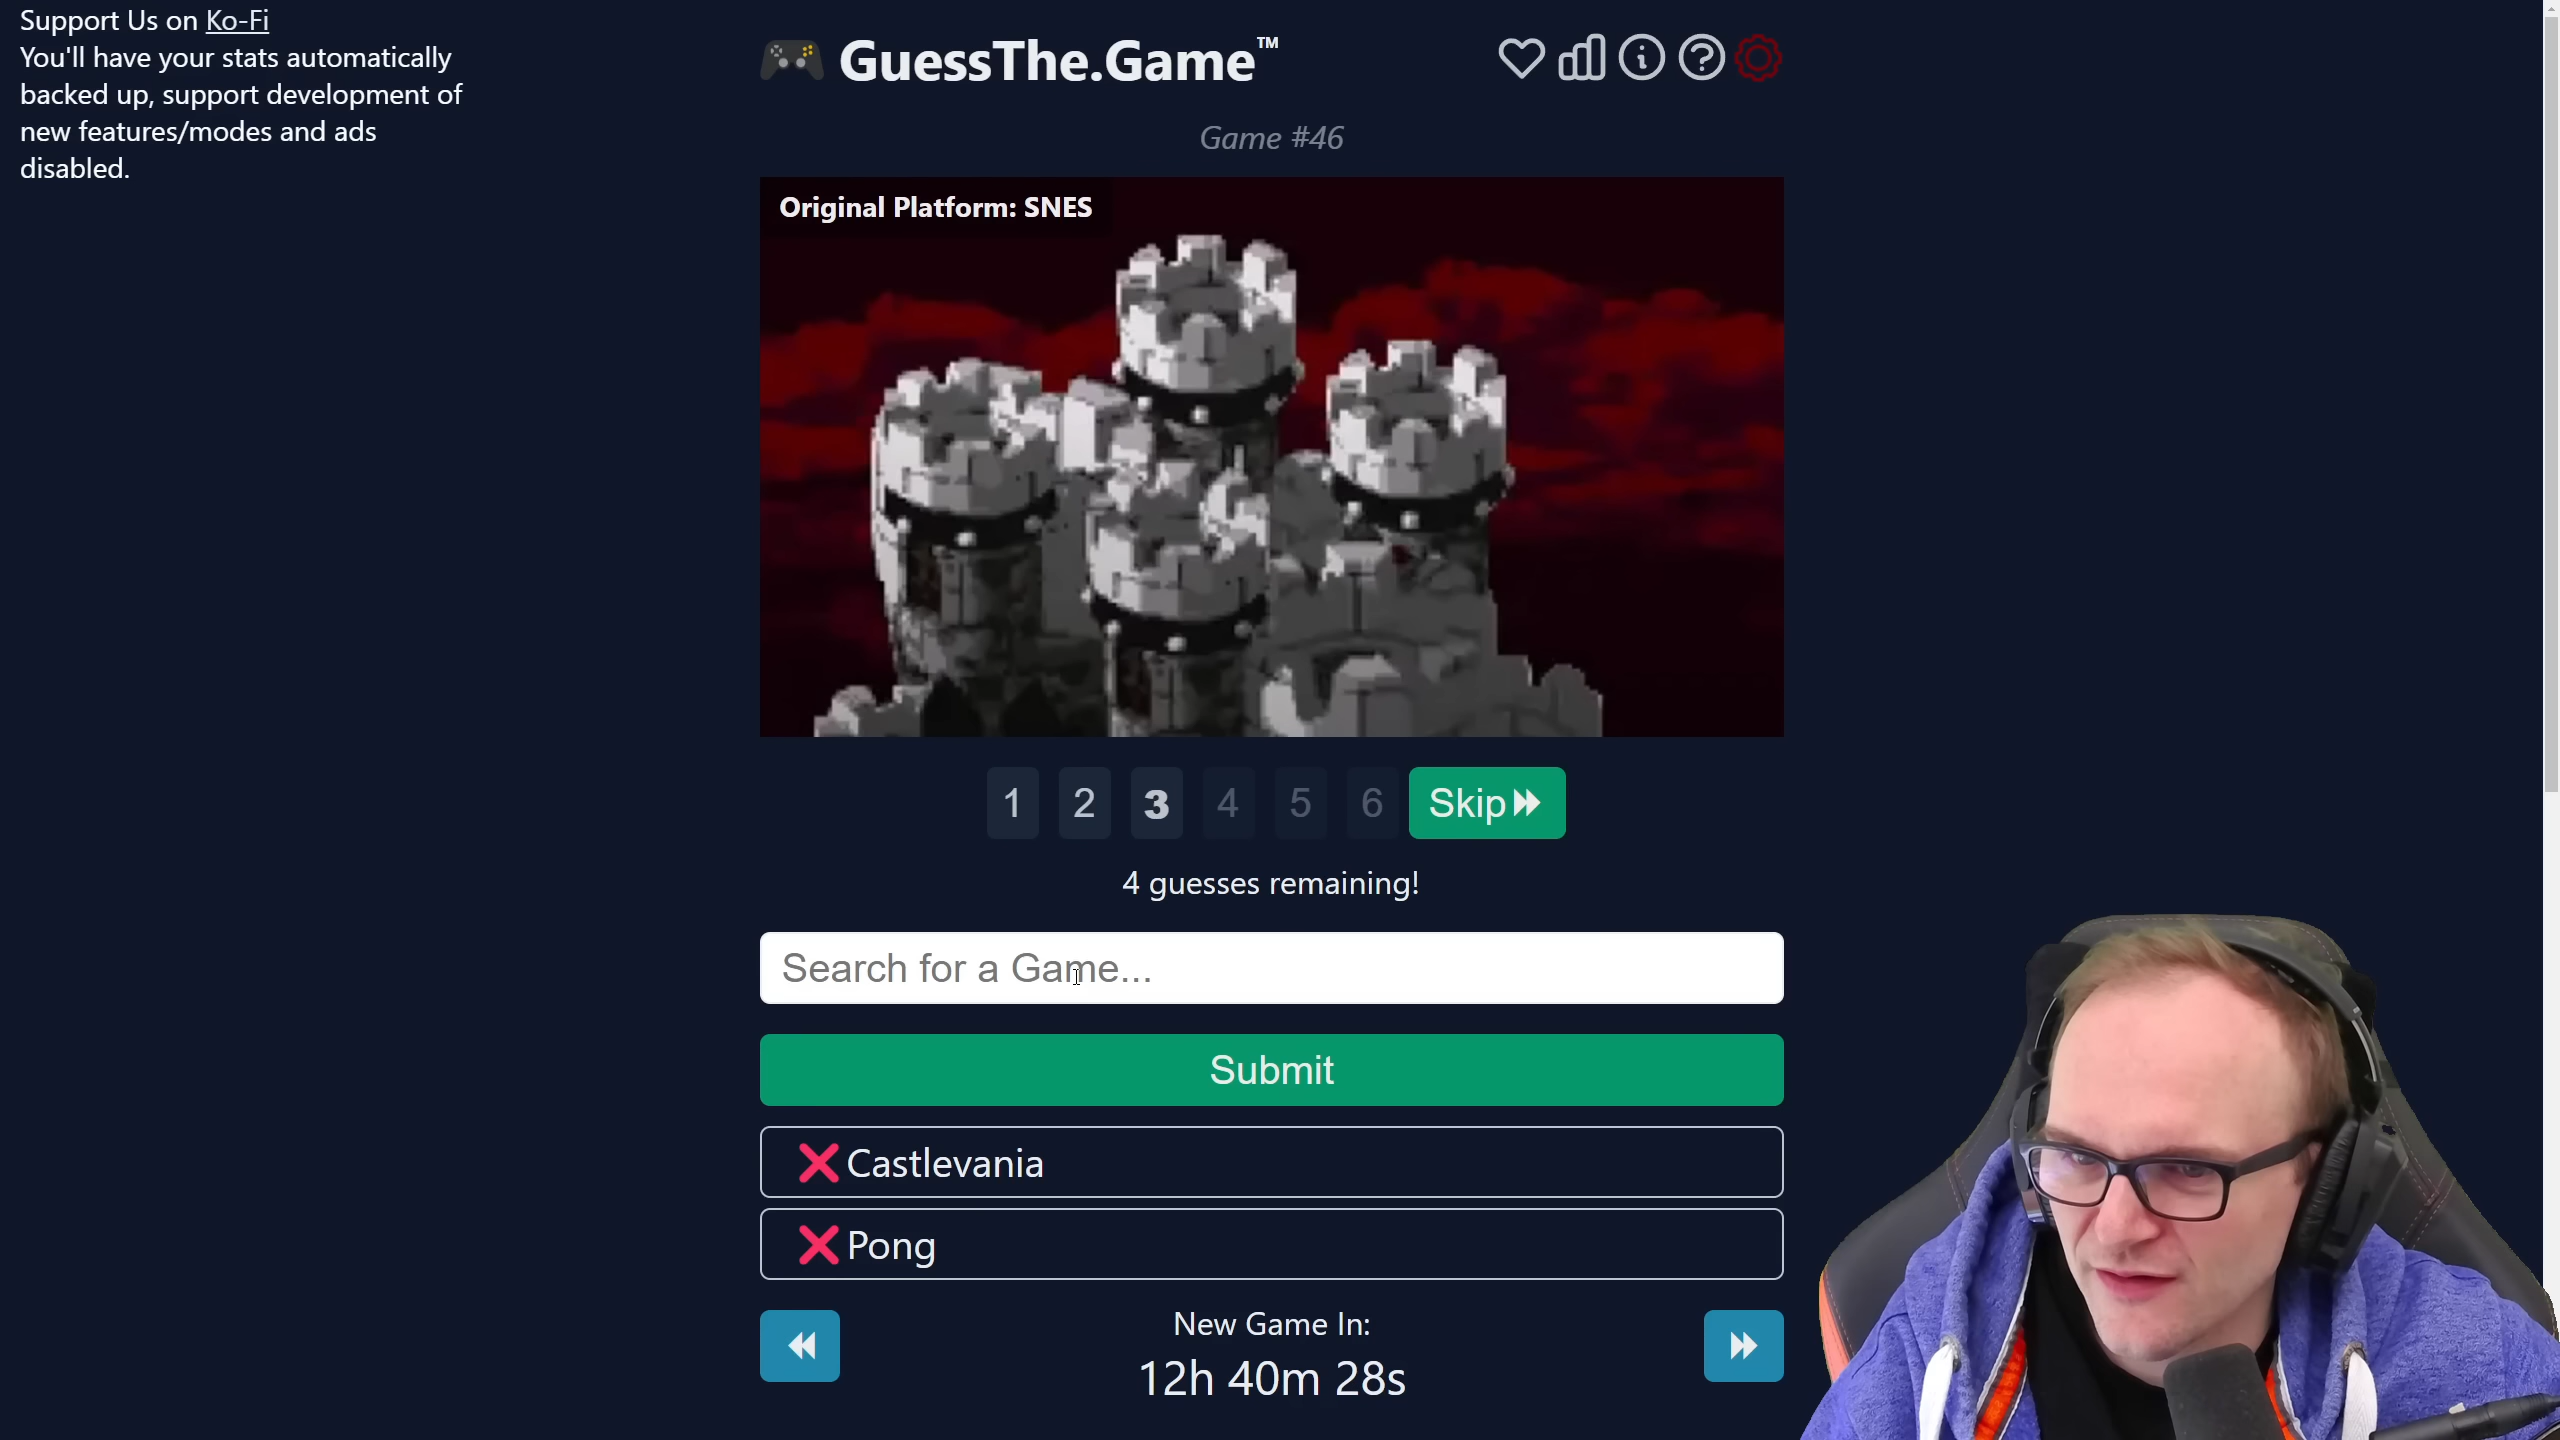 Support Us on Ko-Fi
You'll have your stats automatically
backed up, support development of
new features/modes and ads
disabled.
GuessThe.Game™
Game #46
Original Platform: SNES
1 2 3 4 5 6 Skip
4 guesses remaining!
Search for a Game...
Submit
❌ Castlevania
❌ Pong
New Game In:
12h 40m 28s